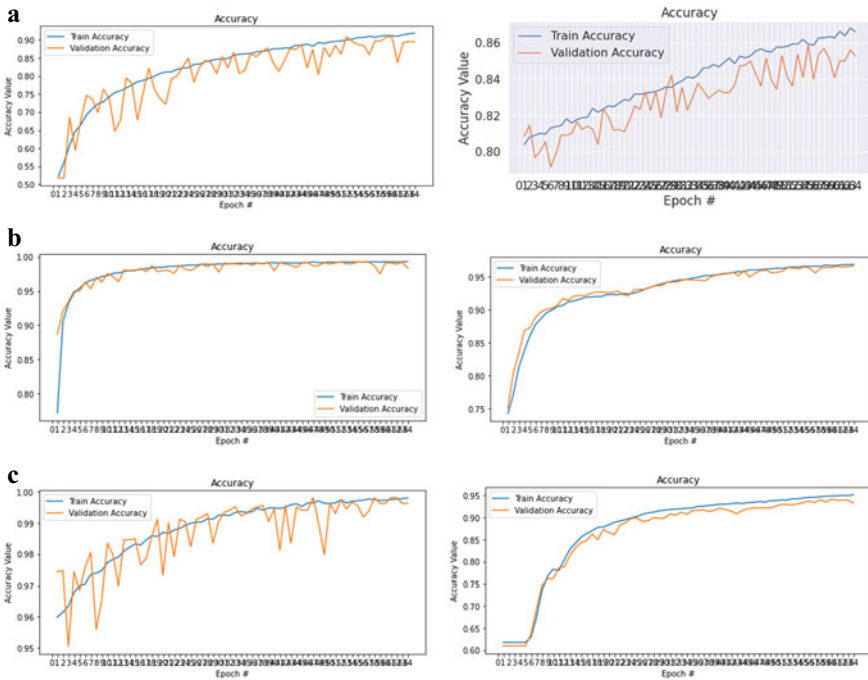 a
Accuracy
Train Accuracy
Validation Accuracy
Accuracy Value
0.90
0.85
0.80
0.75
0.70
0.65
0.60
0.55
0.50
Epoch #
Accuracy
Train Accuracy
Validation Accuracy
Accuracy Value
0.86
0.84
0.82
0.80
Epoch #
b
Accuracy
1.00
0.95
0.90
0.85
0.80
Accuracy Value
Train Accuracy
Validation Accuracy
Epoch #
Accuracy
Train Accuracy
Validation Accuracy
Accuracy Value
0.95
0.90
0.85
0.80
0.75
Epoch #
c
Accuracy
Train Accuracy
Validation Accuracy
Accuracy Value
1.00
0.99
0.98
0.97
0.96
0.95
Epoch #
Accuracy
Train Accuracy
Validation Accuracy
Accuracy Value
0.95
0.90
0.85
0.80
0.75
0.70
0.65
0.60
Epoch #